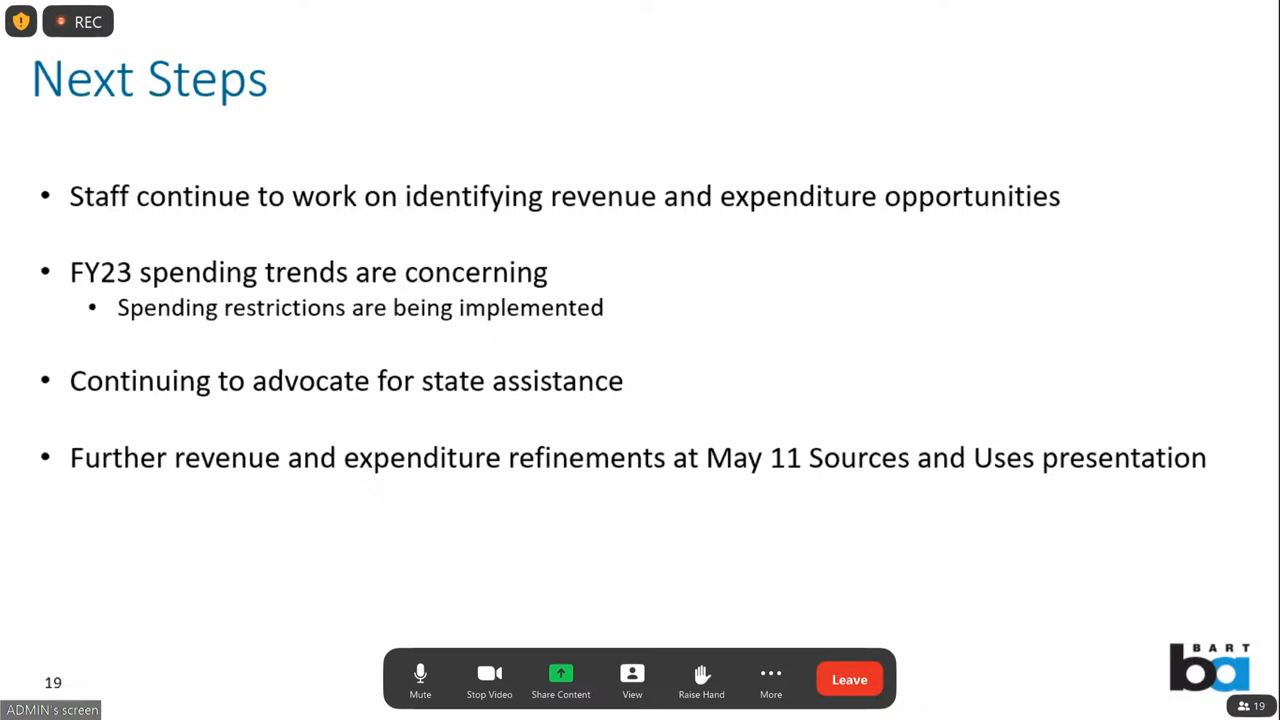 REC
Next Steps
• Staff continue to work on identifying revenue and expenditure opportunities
• FY23 spending trends are concerning
• Spending restrictions are being implemented
• Continuing to advocate for state assistance
• Further revenue and expenditure refinements at May 11 Sources and Uses presentation
BART
ba
19
Mute
Stop Video
Share Content
View
Raise Hand
More
Leave
ADMIN's screen
19